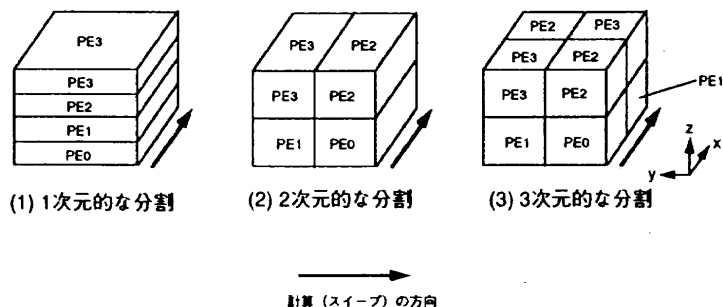 PE3
PE3
PE2
PE1
PE0
(1) 1次元的な分割
PE3
PE2
PE3
PE2
PE1
PE0
(2) 2次元的な分割
PE2
PE3
PE3
PE2
PE3
PE2
PE1
PE1
PE0
z
x
y
(3) 3次元的な分割
計算（スイープ）の方向